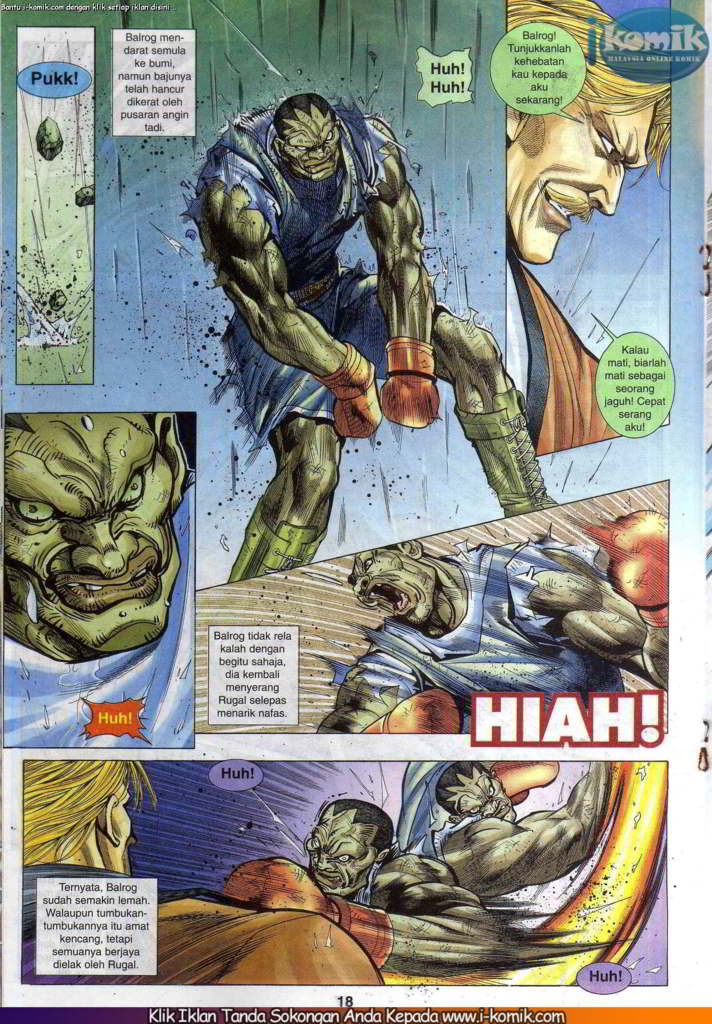 Bantu i-komik.com dengan klik setiap iklan disini...
ikomik
MALAYSIA ONLINE KOMIK
Pukk!
Balrog men-
darat semula
ke bumi,
namun bajunya
telah hancur
dikerat oleh
pusaran angin
tadi.
Huh!
Huh!
Balrog!
Tunjukkanlah
kehebatan
kau kepada
aku
sekarang!
Kalau
mati, biarlah
mati sebagai
seorang
jaguh! Cepat
serang
aku!
Huh!
Balrog tidak rela
kalah dengan
begitu sahaja,
dia kembali
menyerang
Rugal selepas
menarik nafas.
HIAH!
Huh!
Ternyata, Balrog
sudah semakin lemah.
Walaupun tumbukan-
tumbukannya itu amat
kencang, tetapi
semuanya berjaya
dielak oleh Rugal.
Huh!
18
Klik Iklan Tanda Sokongan Anda Kepada www.i-komik.com